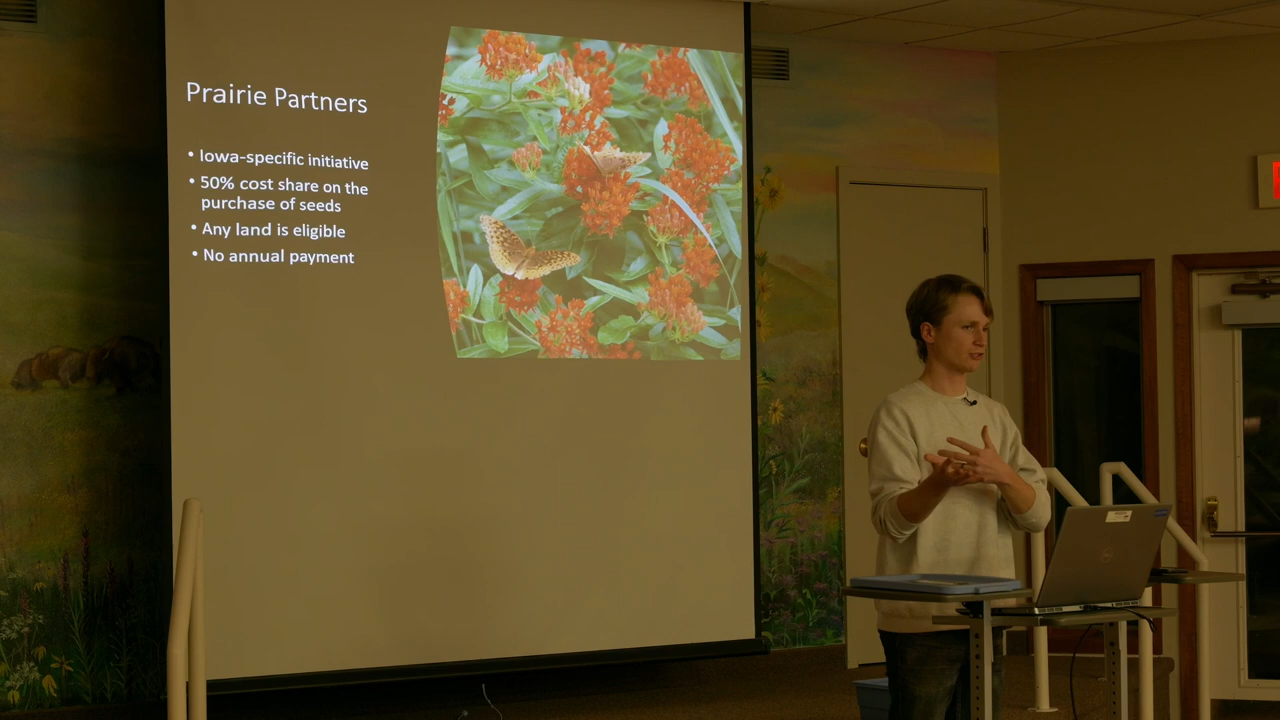 Prairie Partners
• Iowa-specific initiative
• 50% cost share on the
purchase of seeds
• Any land is eligible
• No annual payment